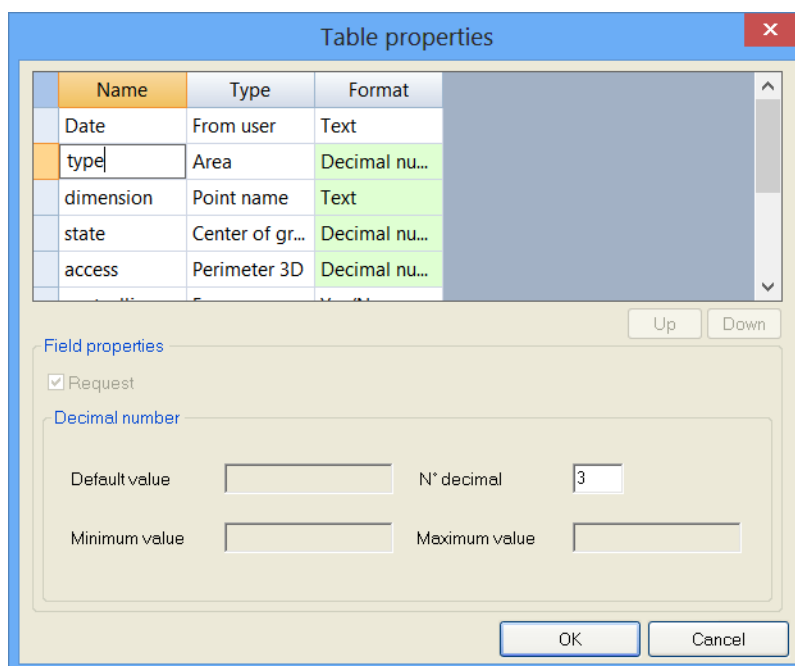 Table properties
Name Type Format
Date From user Text
type Area Decimal nu...
dimension Point name Text
state Center of gr... Decimal nu...
access Perimeter 3D Decimal nu...
Up Down
Field properties
Request
Decimal number
Default value N° decimal 3
Minimum value Maximum value
OK Cancel